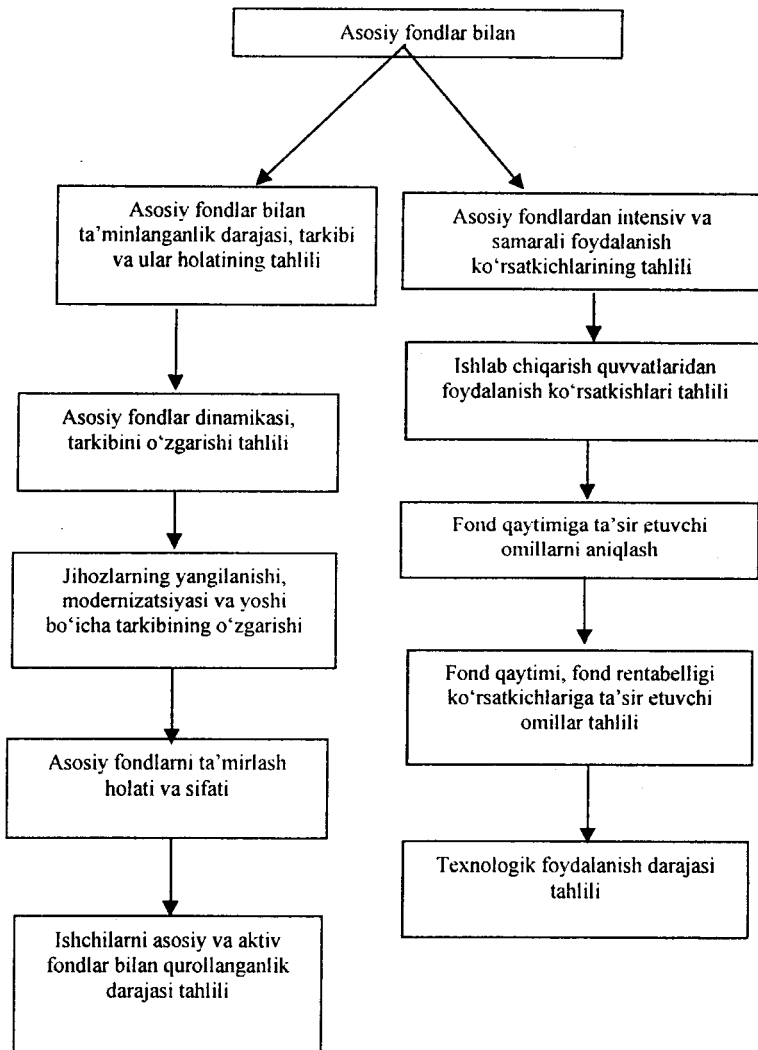 Asosiy fondlar bilan
Asosiy fondlar bilan
ta’minlanganlik darajasi, tarkibi
va ular holatining tahlili
Asosiy fondlar dinamikasi,
tarkibini o‘zgarishi tahlili
Jihozlarning yangilanishi,
modernizatsiyasi va yoshi
bo‘icha tarkibining o‘zgarishi
Asosiy fondlarni ta’mirlash
holati va sifati
Ishchilarni asosiy va aktiv
fondlar bilan qurollanganlik
darajasi tahlili
Asosiy fondlardan intensiv va
samarali foydalanish
ko‘rsatkichlarining tahlili
Ishlab chiqarish quvvatlaridan
foydalanish ko‘rsatkishlari tahlili
Fond qaytimiga ta’sir etuvchi
omillarni aniqlash
Fond qaytimi, fond rentabelligi
ko‘rsatkichlariga ta’sir etuvchi
omillar tahlili
Texnologik foydalanish darajasi
tahlili